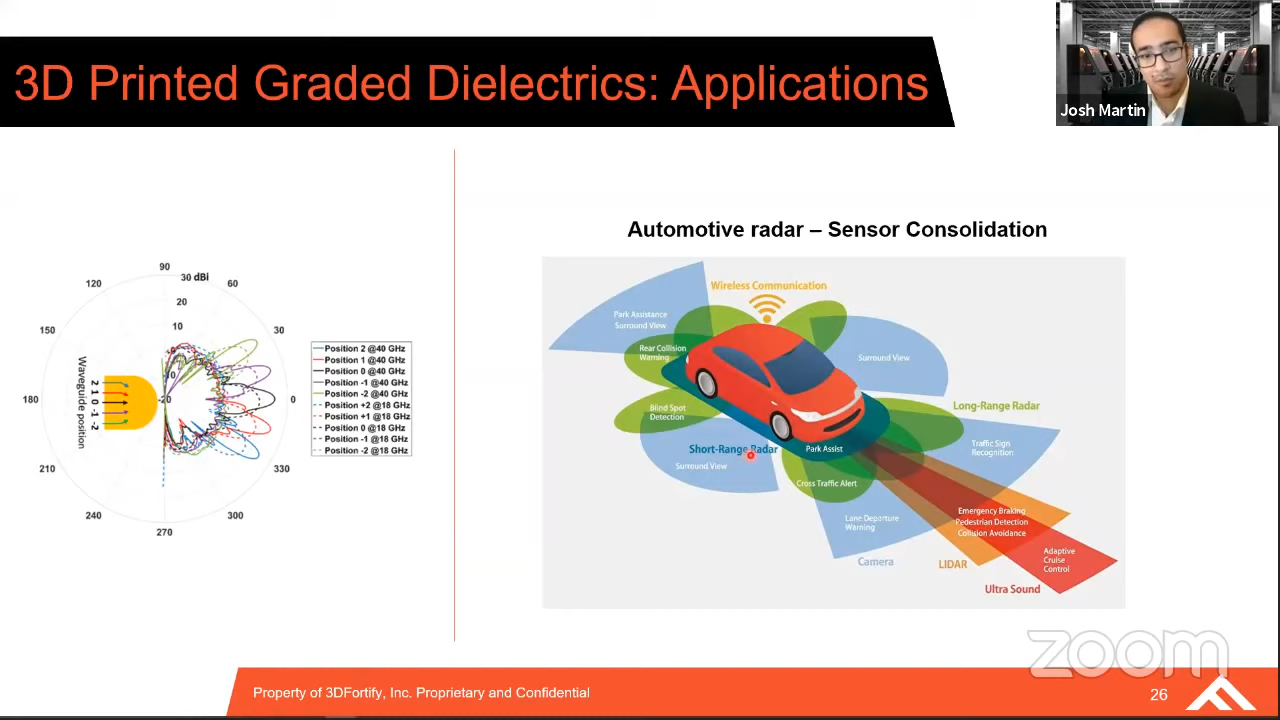 3D Printed Graded Dielectrics: Applications
Josh Martin
Automotive radar – Sensor Consolidation
90
120
30 dBi
60
20
150
10
30
0
180
-20
0
210
330
240
300
270
Waveguide position
2
1
0
-1
-2
Position 2 @40 GHz
Position 1 @40 GHz
Position 0 @40 GHz
Position -1 @40 GHz
Position -2 @40 GHz
Position +2 @18 GHz
Position +1 @18 GHz
Position 0 @18 GHz
Position -1 @18 GHz
Position -2 @18 GHz
Wireless Communication
Park Assistance
Surround View
Rear Collision
Warning
Surround View
Blind Spot
Detection
Long-Range Radar
Short-Range Radar
Park Assist
Traffic Sign
Recognition
Surround View
Cross Traffic Alert
Lane Departure
Warning
Emergency Braking
Pedestrian Detection
Collision Avoidance
Camera
LIDAR
Adaptive
Cruise
Control
Ultra Sound
zoom
Property of 3DFortify, Inc. Proprietary and Confidential
26